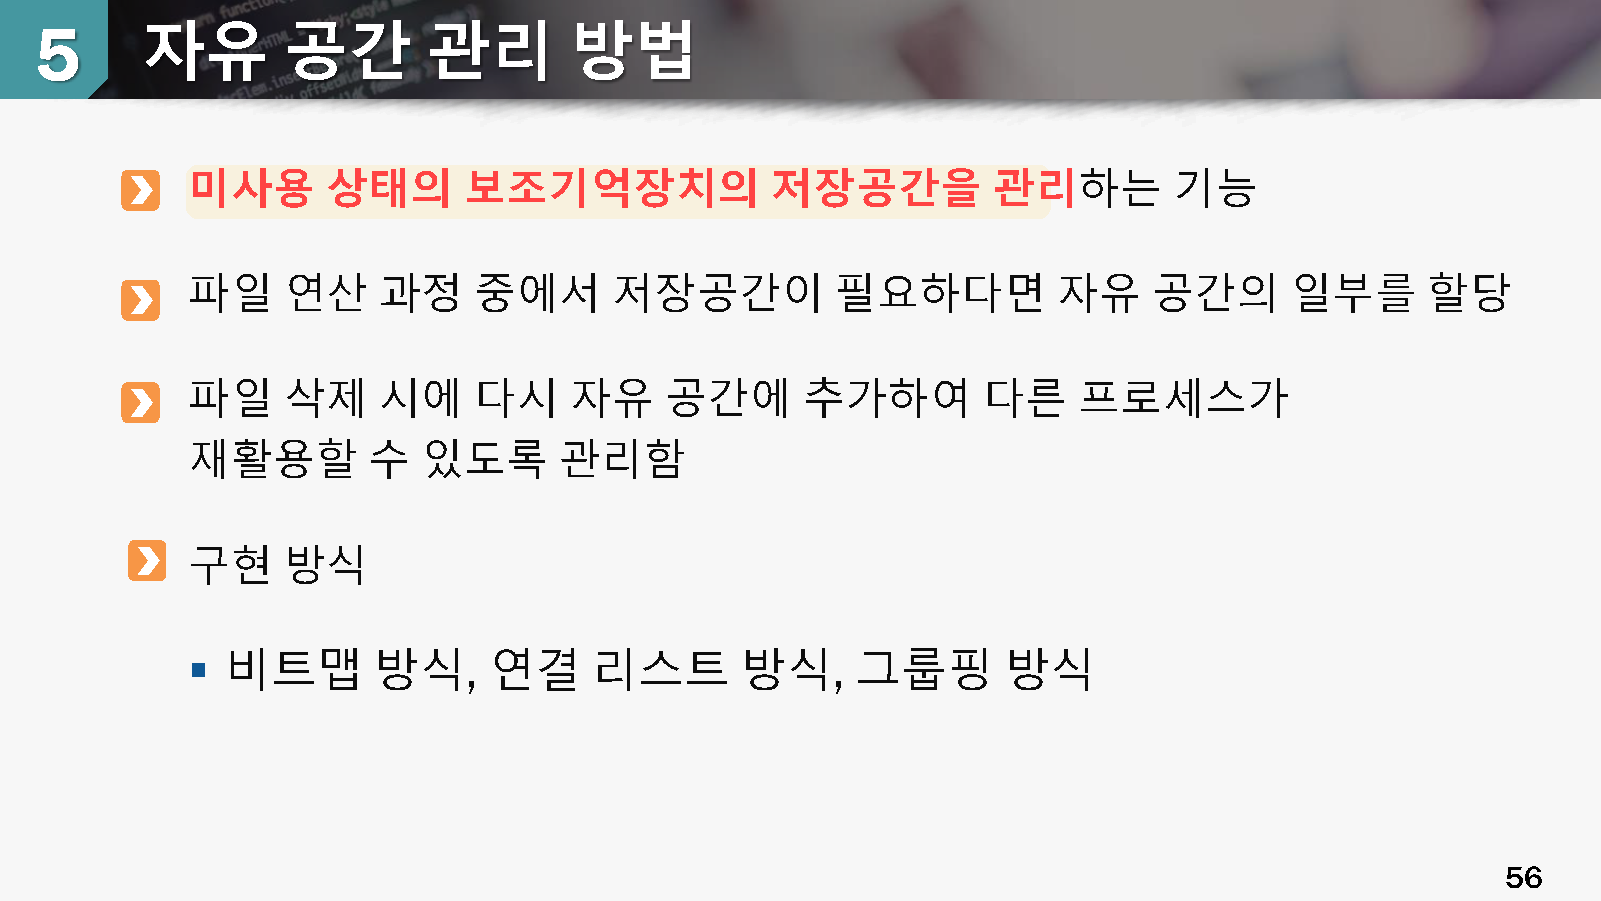 5 자유 공간 관리 방법
미사용 상태의 보조기억장치의 저장공간을 관리하는 기능
파일 연산 과정 중에서 저장공간이 필요하다면 자유 공간의 일부를 할당
파일 삭제 시에 다시 자유 공간에 추가하여 다른 프로세스가
재활용할 수 있도록 관리함
구현 방식
▪ 비트맵 방식, 연결 리스트 방식, 그룹핑 방식
56